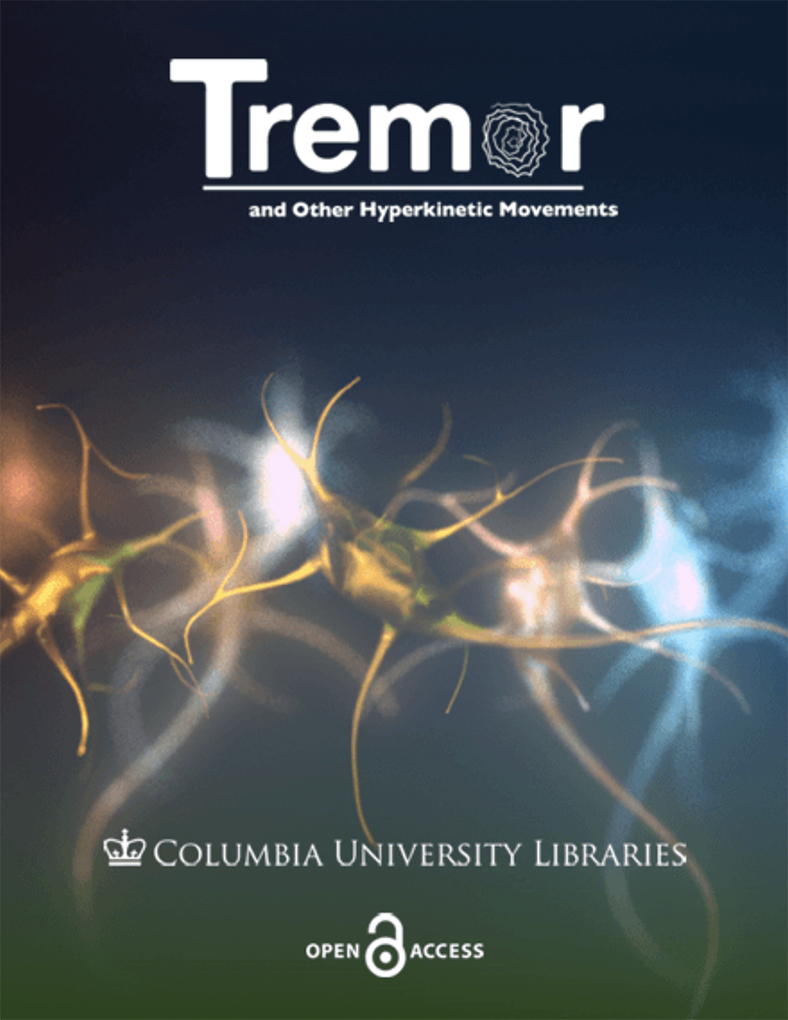 Tremor
and Other Hyperkinetic Movements
COLUMBIA UNIVERSITY LIBRARIES
OPEN ACCESS